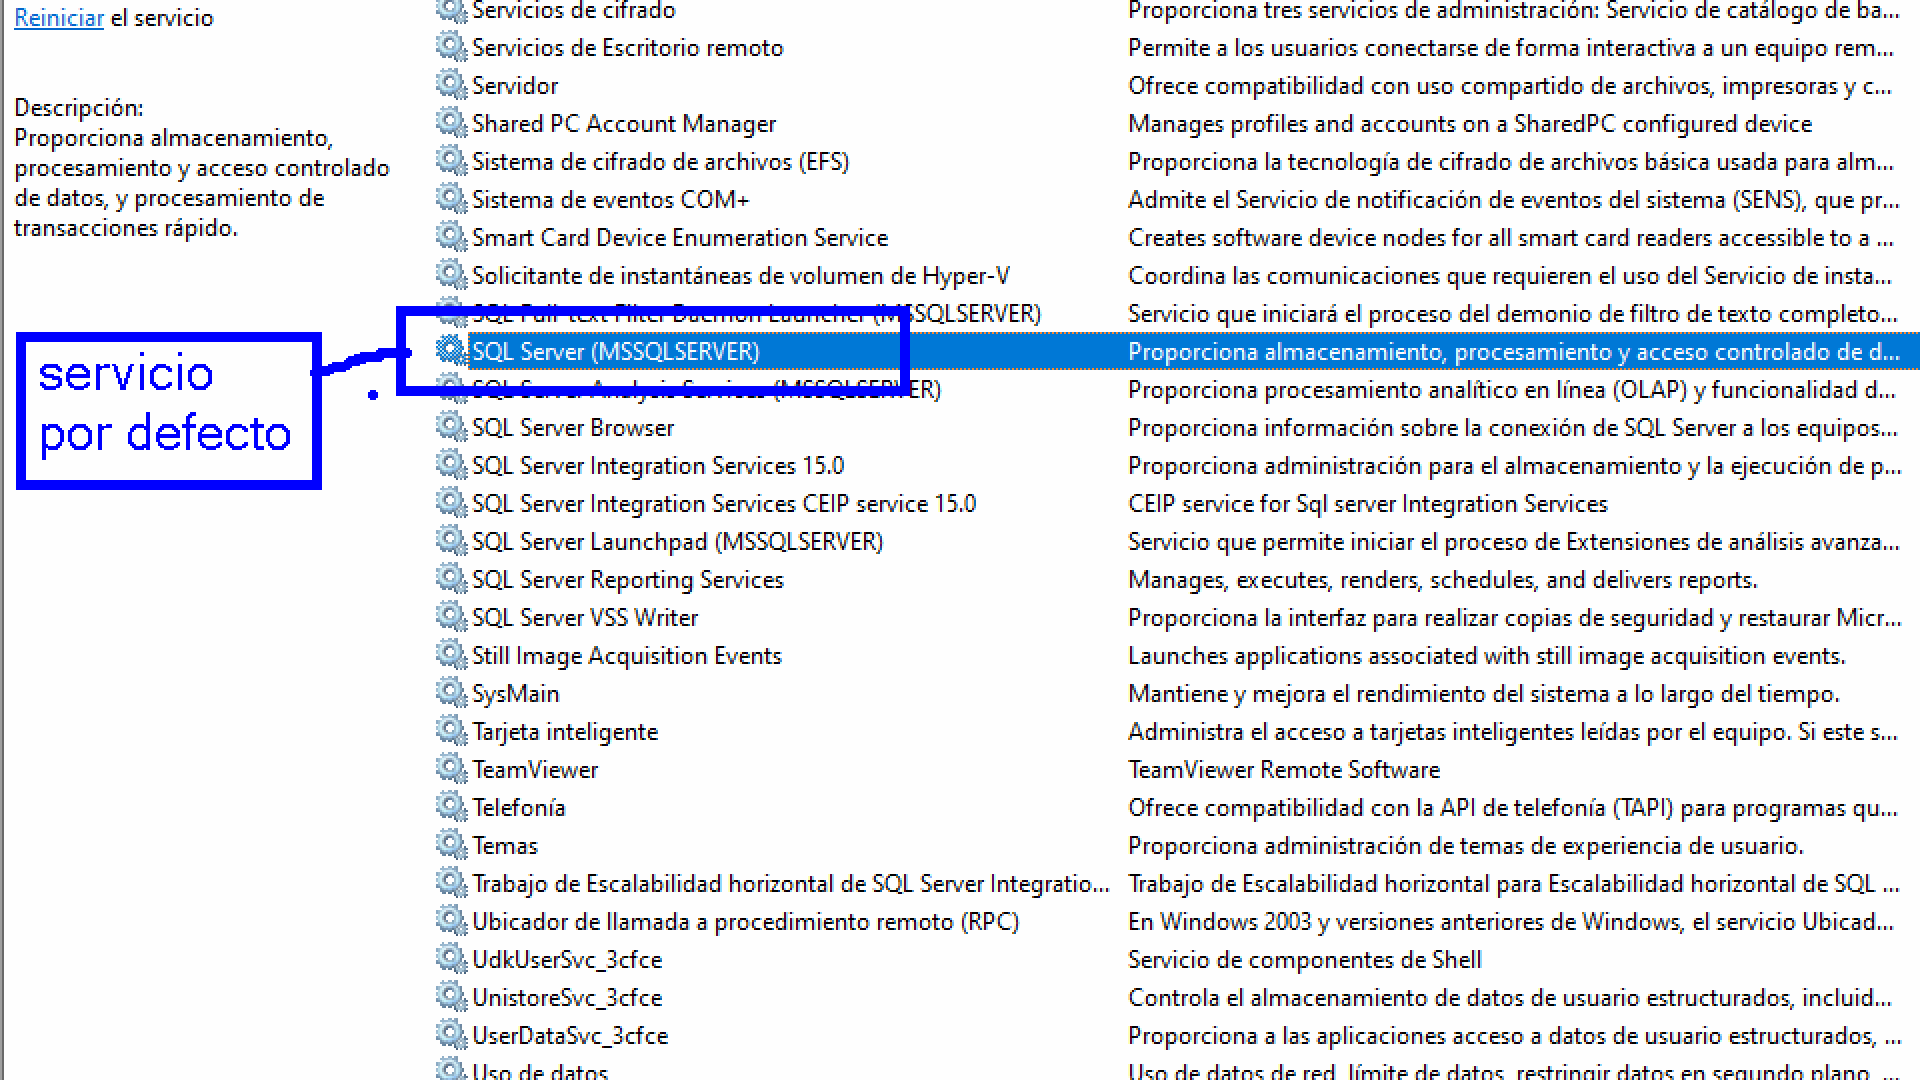 Reiniciar el servicio
Descripción:
Proporciona almacenamiento,
procesamiento y acceso controlado
de datos, y procesamiento de
transacciones rápido.
servicio
por defecto
Servicios de cifrado Proporciona tres servicios de administración: Servicio de catálogo de ba...
Servicios de Escritorio remoto Permite a los usuarios conectarse de forma interactiva a un equipo rem...
Servidor Ofrece compatibilidad con uso compartido de archivos, impresoras y c...
Shared PC Account Manager Manages profiles and accounts on a SharedPC configured device
Sistema de cifrado de archivos (EFS) Proporciona la tecnología de cifrado de archivos básica usada para alm...
Sistema de eventos COM+ Admite el Servicio de notificación de eventos del sistema (SENS), que pr...
Smart Card Device Enumeration Service Creates software device nodes for all smart card readers accessible to a ...
Solicitante de instantáneas de volumen de Hyper-V Coordina las comunicaciones que requieren el uso del Servicio de insta...
SQL Full-text Filter Daemon Launcher (MSSQLSERVER) Servicio que iniciará el proceso del demonio de filtro de texto completo...
SQL Server (MSSQLSERVER) Proporciona almacenamiento, procesamiento y acceso controlado de d...
SQL Server Analysis Services (MSSQLSERVER) Proporciona procesamiento analítico en línea (OLAP) y funcionalidad d...
SQL Server Browser Proporciona información sobre la conexión de SQL Server a los equipos...
SQL Server Integration Services 15.0 Proporciona administración para el almacenamiento y la ejecución de p...
SQL Server Integration Services CEIP service 15.0 CEIP service for Sql server Integration Services
SQL Server Launchpad (MSSQLSERVER) Servicio que permite iniciar el proceso de Extensiones de análisis avanza...
SQL Server Reporting Services Manages, executes, renders, schedules, and delivers reports.
SQL Server VSS Writer Proporciona la interfaz para realizar copias de seguridad y restaurar Micr...
Still Image Acquisition Events Launches applications associated with still image acquisition events.
SysMain Mantiene y mejora el rendimiento del sistema a lo largo del tiempo.
Tarjeta inteligente Administra el acceso a tarjetas inteligentes leídas por el equipo. Si este s...
TeamViewer TeamViewer Remote Software
Telefonía Ofrece compatibilidad con la API de telefonía (TAPI) para programas qu...
Temas Proporciona administración de temas de experiencia de usuario.
Trabajo de Escalabilidad horizontal de SQL Server Integratio... Trabajo de Escalabilidad horizontal para Escalabilidad horizontal de SQL ...
Ubicador de llamada a procedimiento remoto (RPC) En Windows 2003 y versiones anteriores de Windows, el servicio Ubicad...
UdkUserSvc_3cfce Servicio de componentes de Shell
UnistoreSvc_3cfce Controla el almacenamiento de datos de usuario estructurados, incluid...
UserDataSvc_3cfce Proporciona a las aplicaciones acceso a datos de usuario estructurados, ...
Uso de datos Uso de datos de red, límite de datos, restringir datos en segundo plano, ...